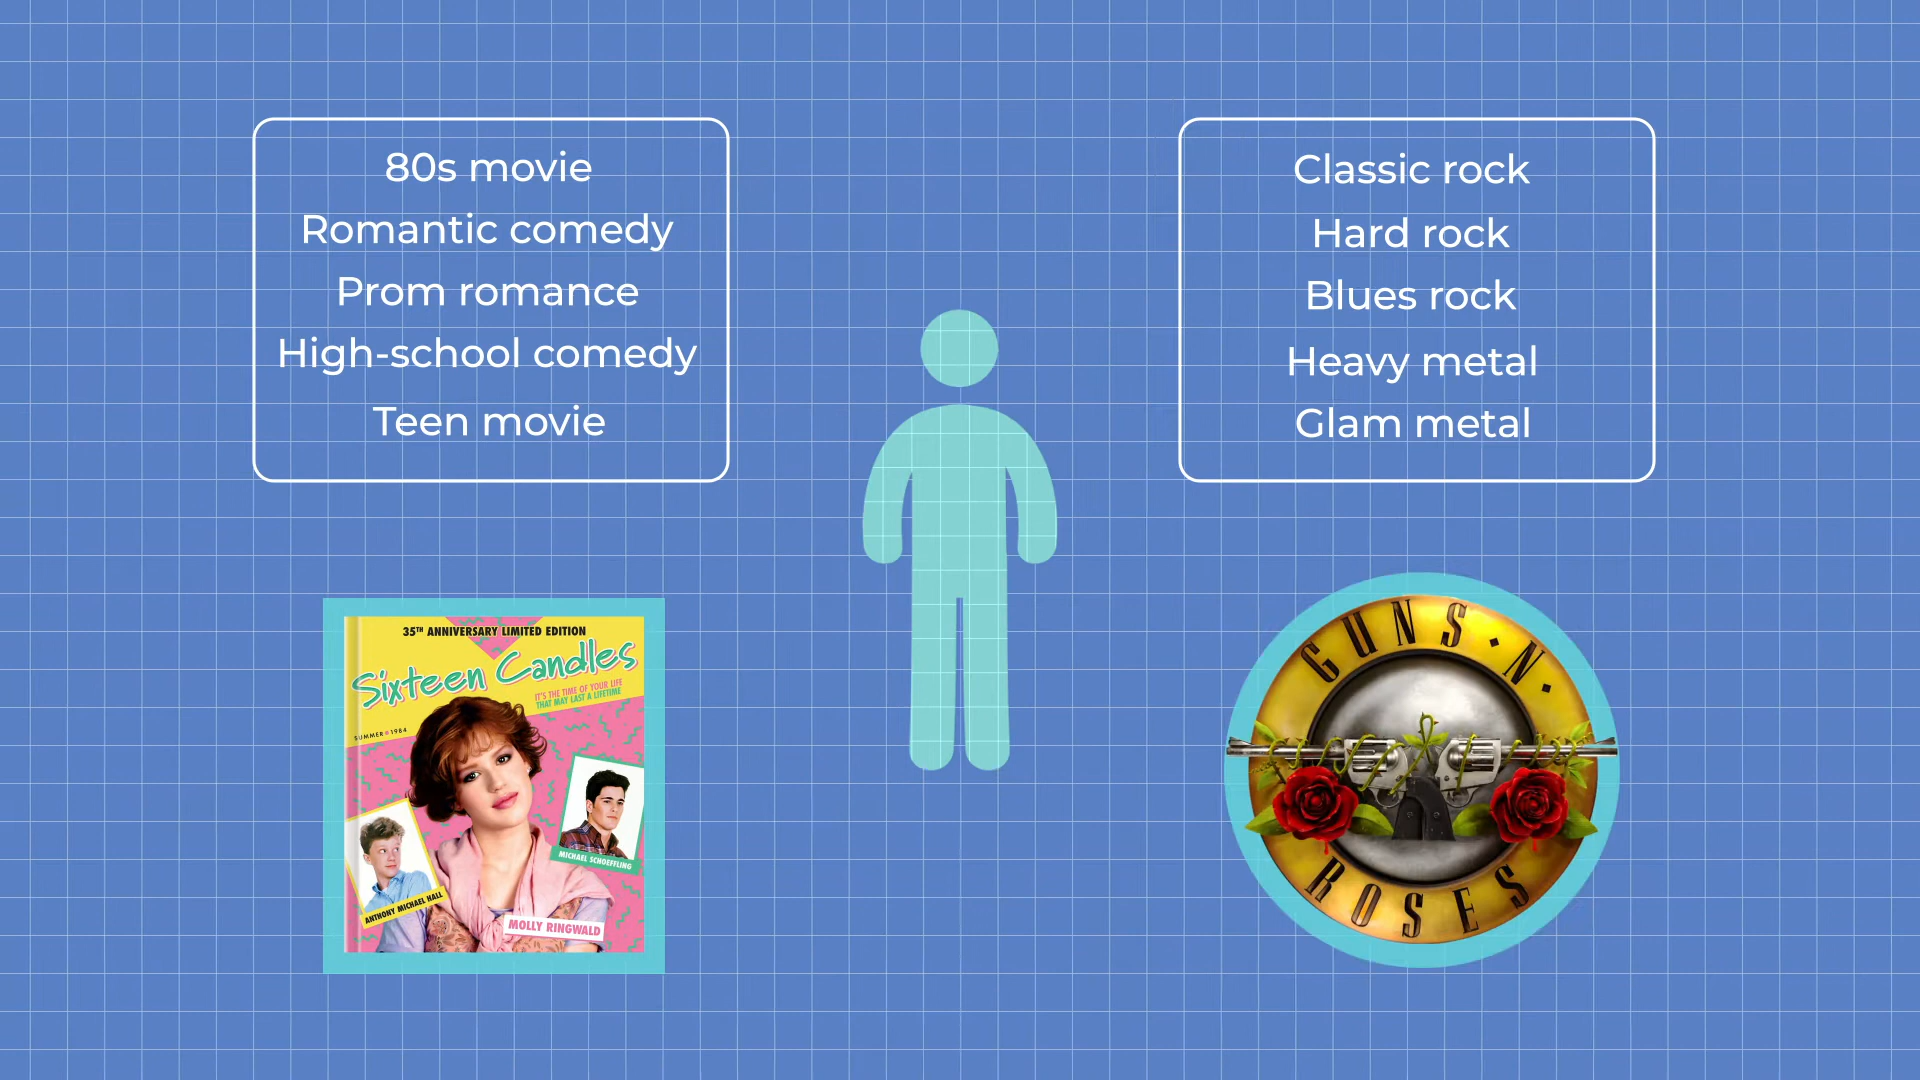 80s movie
Romantic comedy
Prom romance
High-school comedy
Teen movie
Classic rock
Hard rock
Blues rock
Heavy metal
Glam metal
35TH ANNIVERSARY LIMITED EDITION
Sixteen Candles
IT'S THE TIME OF YOUR LIFE
THAT MAY LAST A LIFETIME
SUMMER 1984
MICHAEL SCHOEFFLING
ANTHONY MICHAEL HALL
MOLLY RINGWALD
GUNS·N·
ROSES